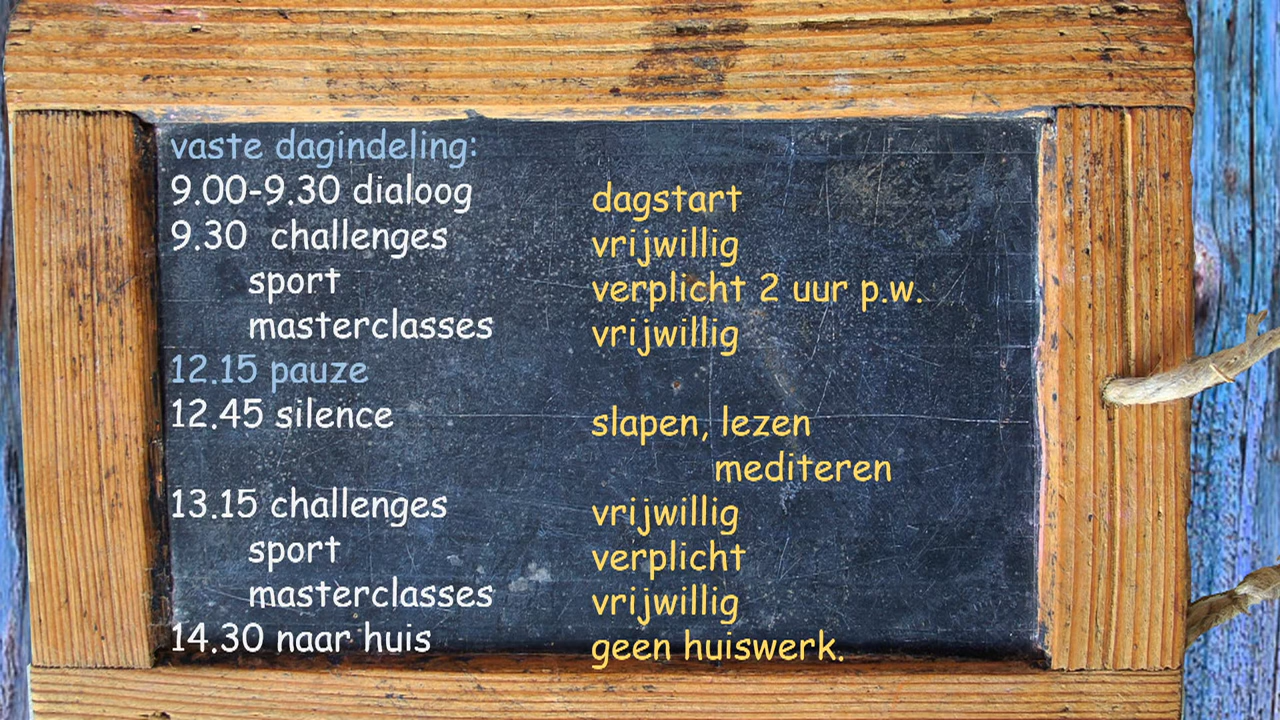 vaste dagindeling:
9.00-9.30 dialoog dagstart
9.30 challenges vrijwillig
sport verplicht 2 uur p.w.
masterclasses vrijwillig
12.15 pauze
12.45 silence slapen, lezen
mediteren
13.15 challenges vrijwillig
sport verplicht
masterclasses vrijwillig
14.30 naar huis geen huiswerk.